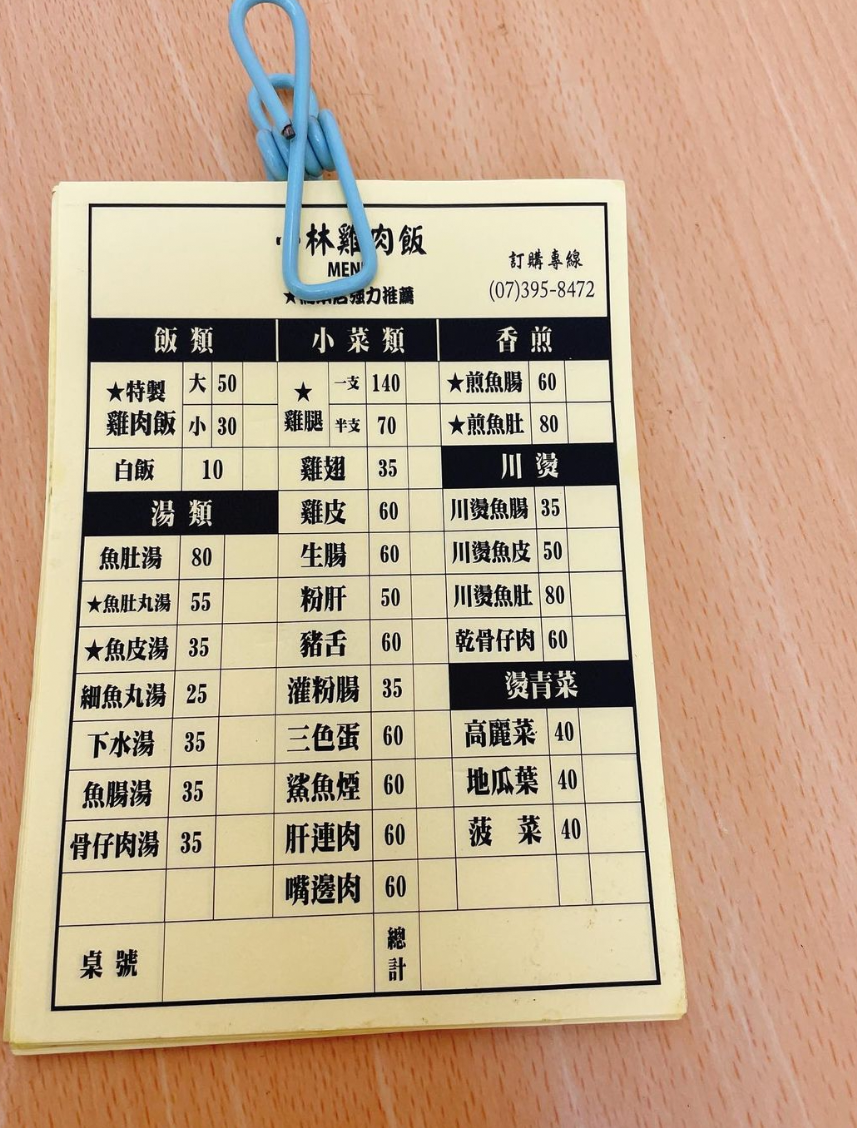 林雞肉飯
MEN
訂購專線
(07)395-8472
強力推薦
飯類 小菜類 香煎
★特製雞肉飯 大 50
小 30
白飯 10
湯類
魚肚湯 80
★魚肚丸湯 55
★魚皮湯 35
細魚丸湯 25
下水湯 35
魚腸湯 35
骨仔肉湯 35
★雞腿 一支 140
半支 70
雞翅 35
雞皮 60
生腸 60
粉肝 50
豬舌 60
灌粉腸 35
三色蛋 60
鯊魚煙 60
肝連肉 60
嘴邊肉 60
★煎魚腸 60
★煎魚肚 80
川燙
川燙魚腸 35
川燙魚皮 50
川燙魚肚 80
乾骨仔肉 60
燙青菜
高麗菜 40
地瓜葉 40
菠菜 40
桌號 總計